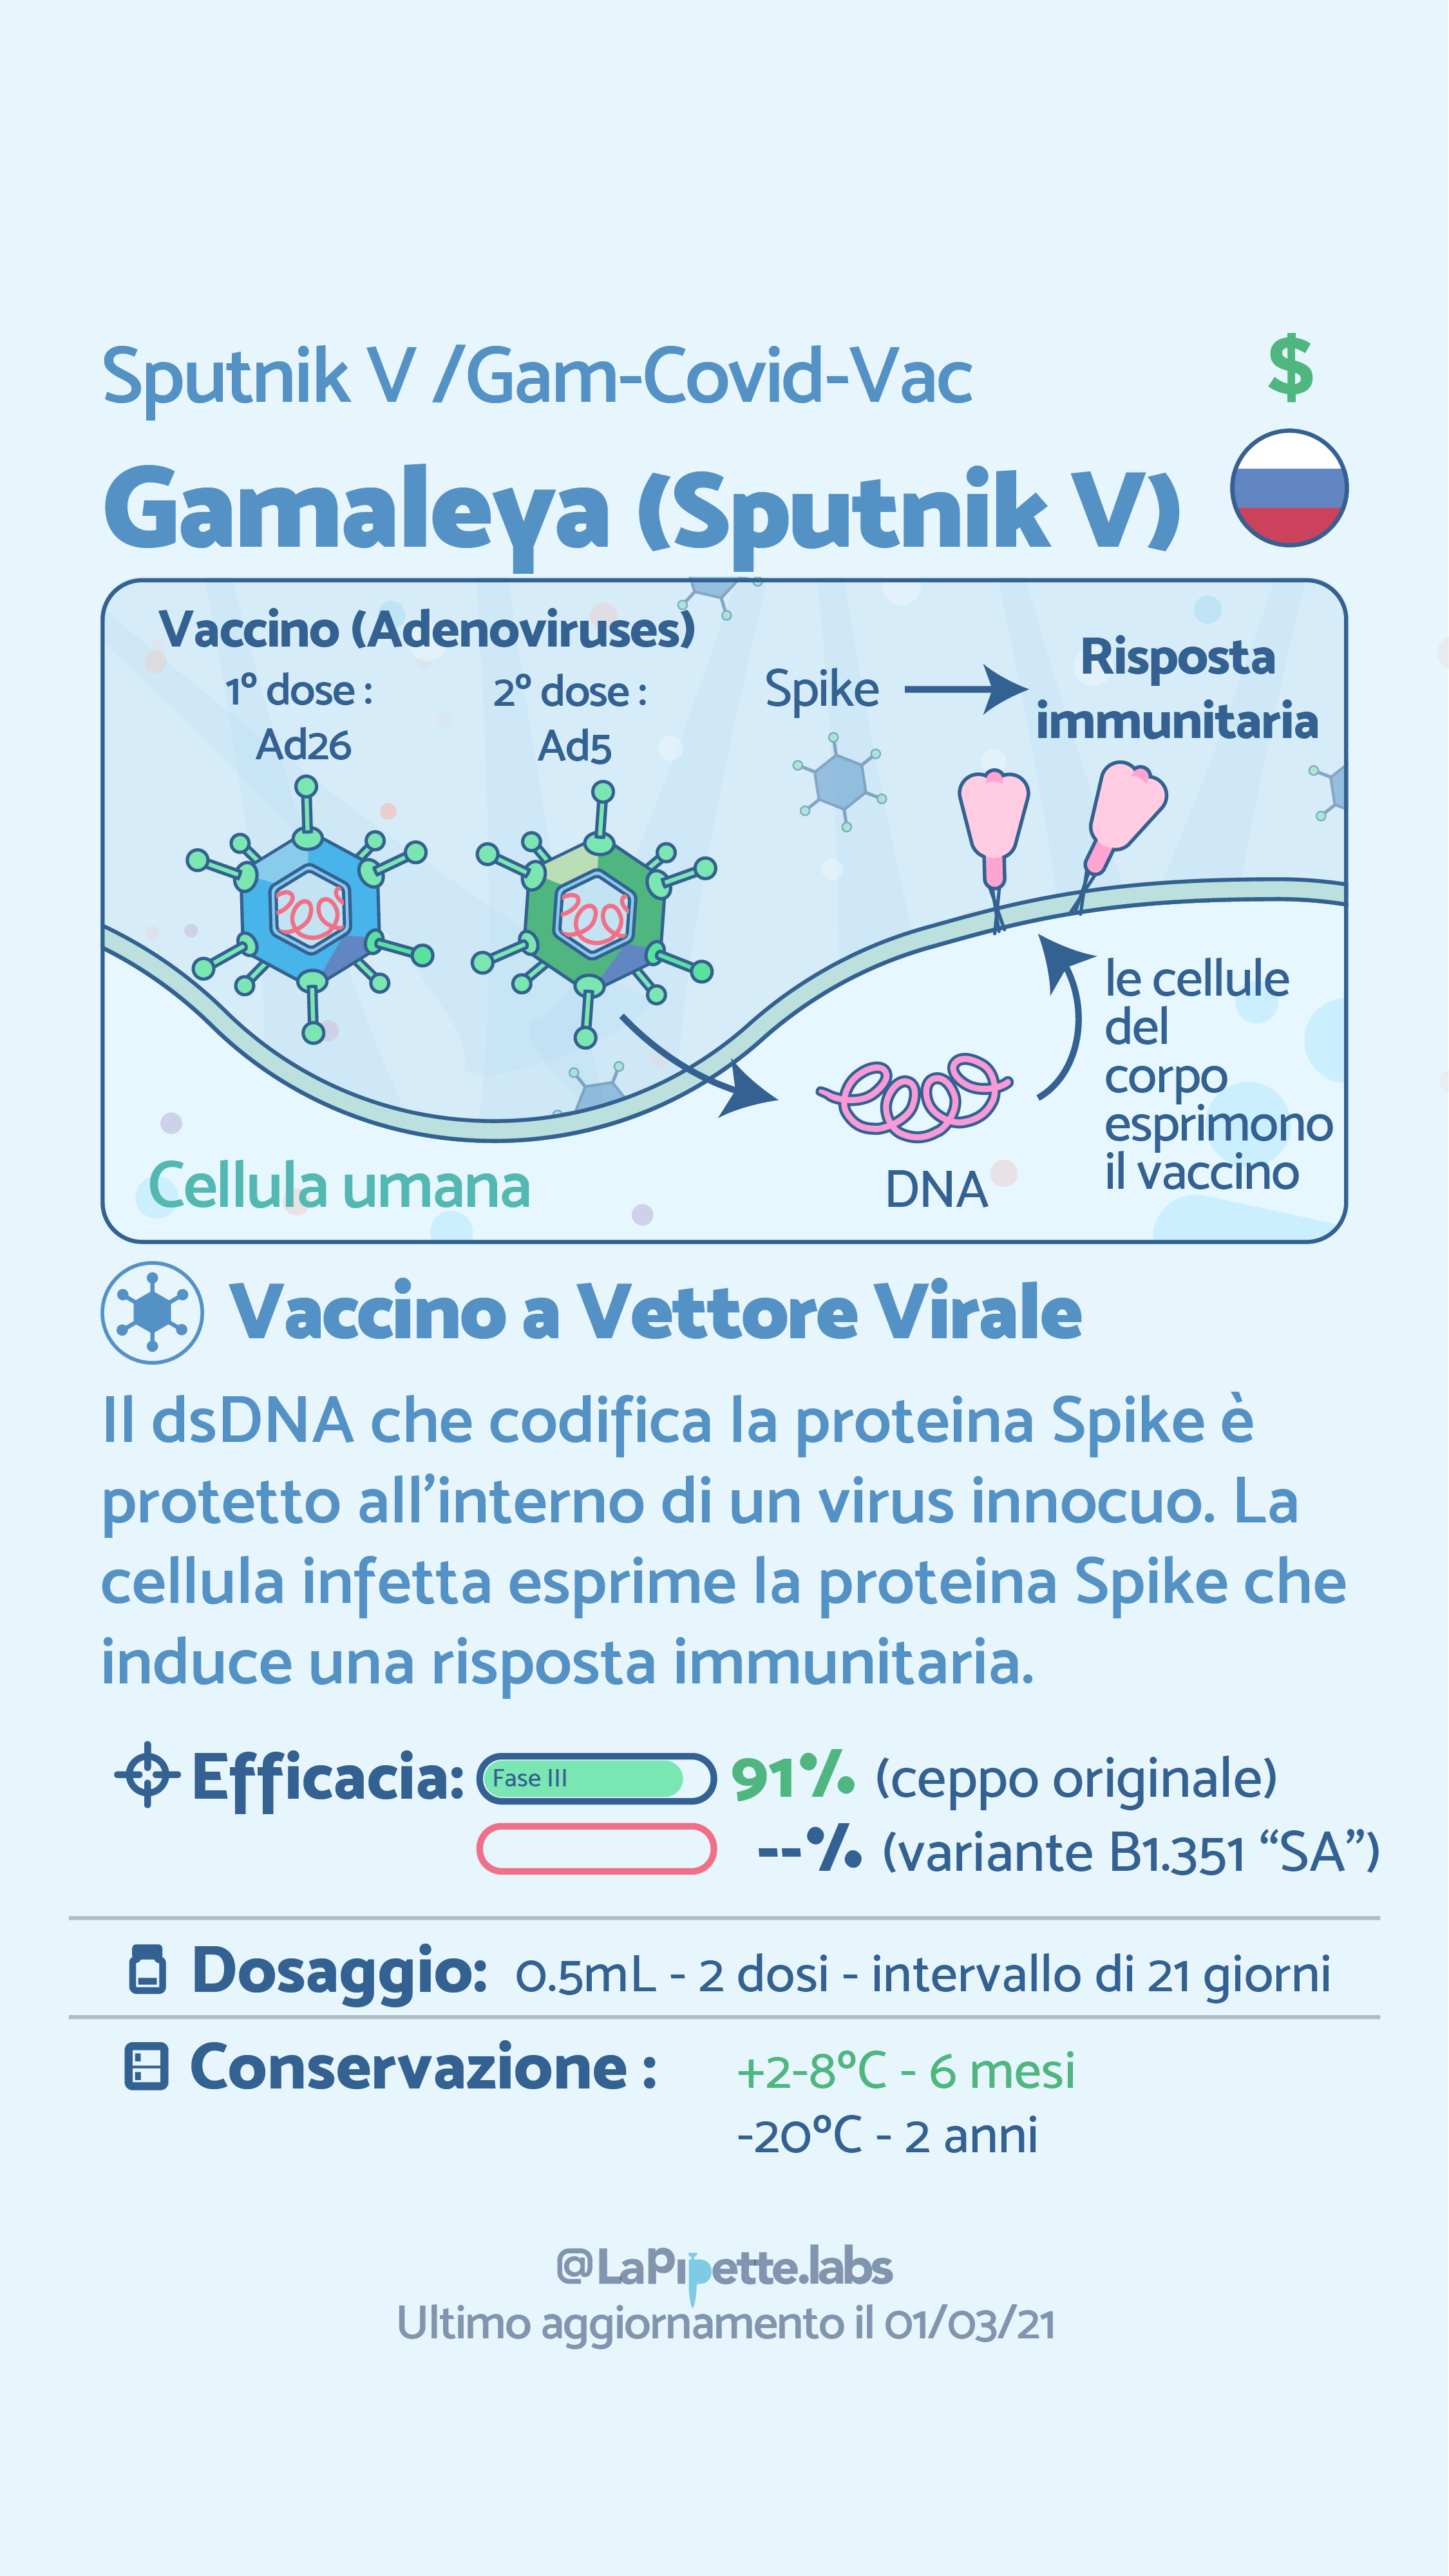 Sputnik V /Gam-Covid-Vac
$
Gamaleya (Sputnik V)
Vaccino (Adenoviruses)
1º dose :
Ad26
2º dose :
Ad5
Spike
Risposta
immunitaria
le cellule
del
corpo
esprimono
il vaccino
DNA
Cellula umana
Vaccino a Vettore Virale
Il dsDNA che codifica la proteina Spike è
protetto all’interno di un virus innocuo. La
cellula infetta esprime la proteina Spike che
induce una risposta immunitaria.
Efficacia: Fase III 91% (ceppo originale)
--% (variante B1.351 “SA”)
Dosaggio: 0.5mL - 2 dosi - intervallo di 21 giorni
Conservazione : +2-8°C - 6 mesi
-20°C - 2 anni
@LaPipette.labs
Ultimo aggiornamento il 01/03/21